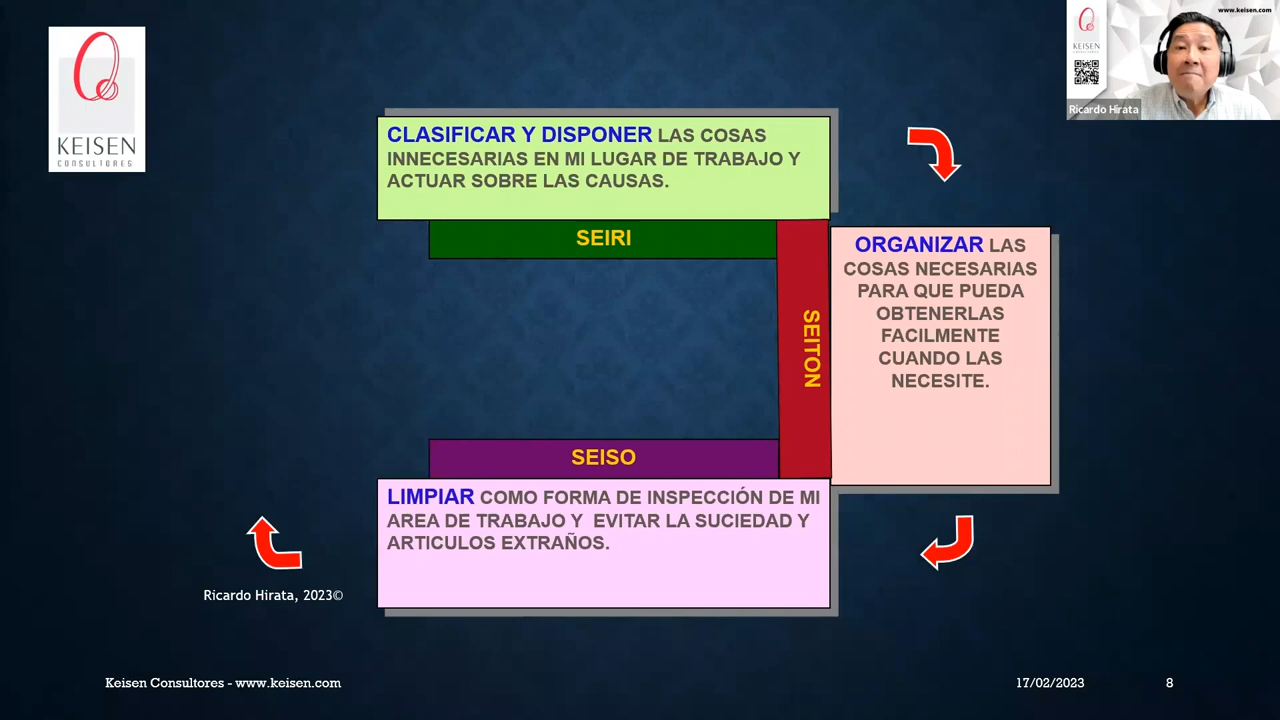 KEISEN
CONSULTORES
www.keisen.com
KEISEN
Ricardo Hirata
CLASIFICAR Y DISPONER LAS COSAS
INNECESARIAS EN MI LUGAR DE TRABAJO Y
ACTUAR SOBRE LAS CAUSAS.
SEIRI
SEITON
ORGANIZAR LAS
COSAS NECESARIAS
PARA QUE PUEDA
OBTENERLAS
FACILMENTE
CUANDO LAS
NECESITE.
SEISO
LIMPIAR COMO FORMA DE INSPECCIÓN DE MI
AREA DE TRABAJO Y  EVITAR LA SUCIEDAD Y
ARTICULOS EXTRAÑOS.
Ricardo Hirata, 2023©
Keisen Consultores - www.keisen.com
17/02/2023
8